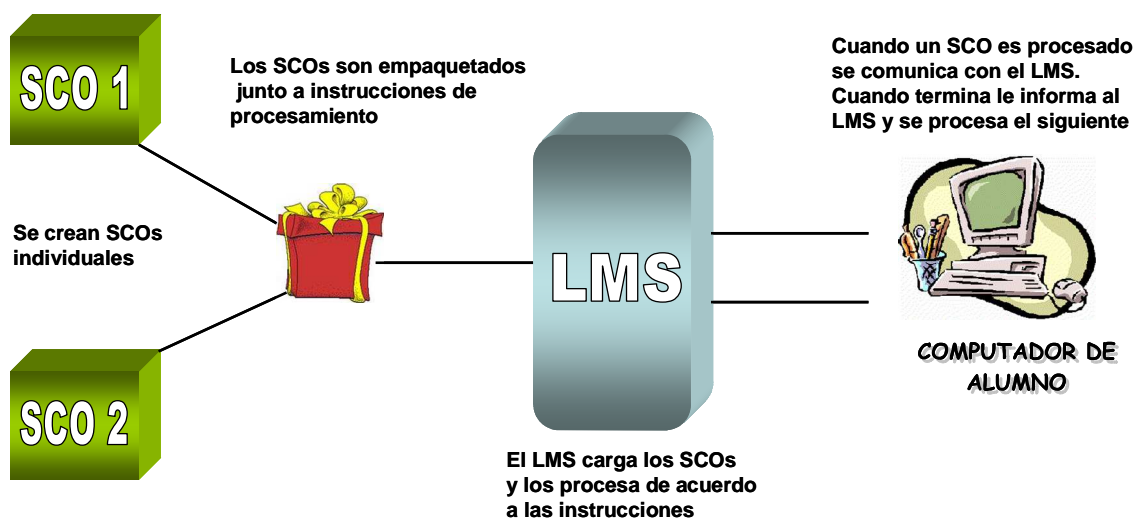 SCO 1
Los SCOs son empaquetados
junto a instrucciones de
procesamiento
Cuando un SCO es procesado
se comunica con el LMS.
Cuando termina le informa al
LMS y se procesa el siguiente
Se crean SCOs
individuales
LMS
COMPUTADOR DE
ALUMNO
SCO 2
El LMS carga los SCOs
y los procesa de acuerdo
a las instrucciones